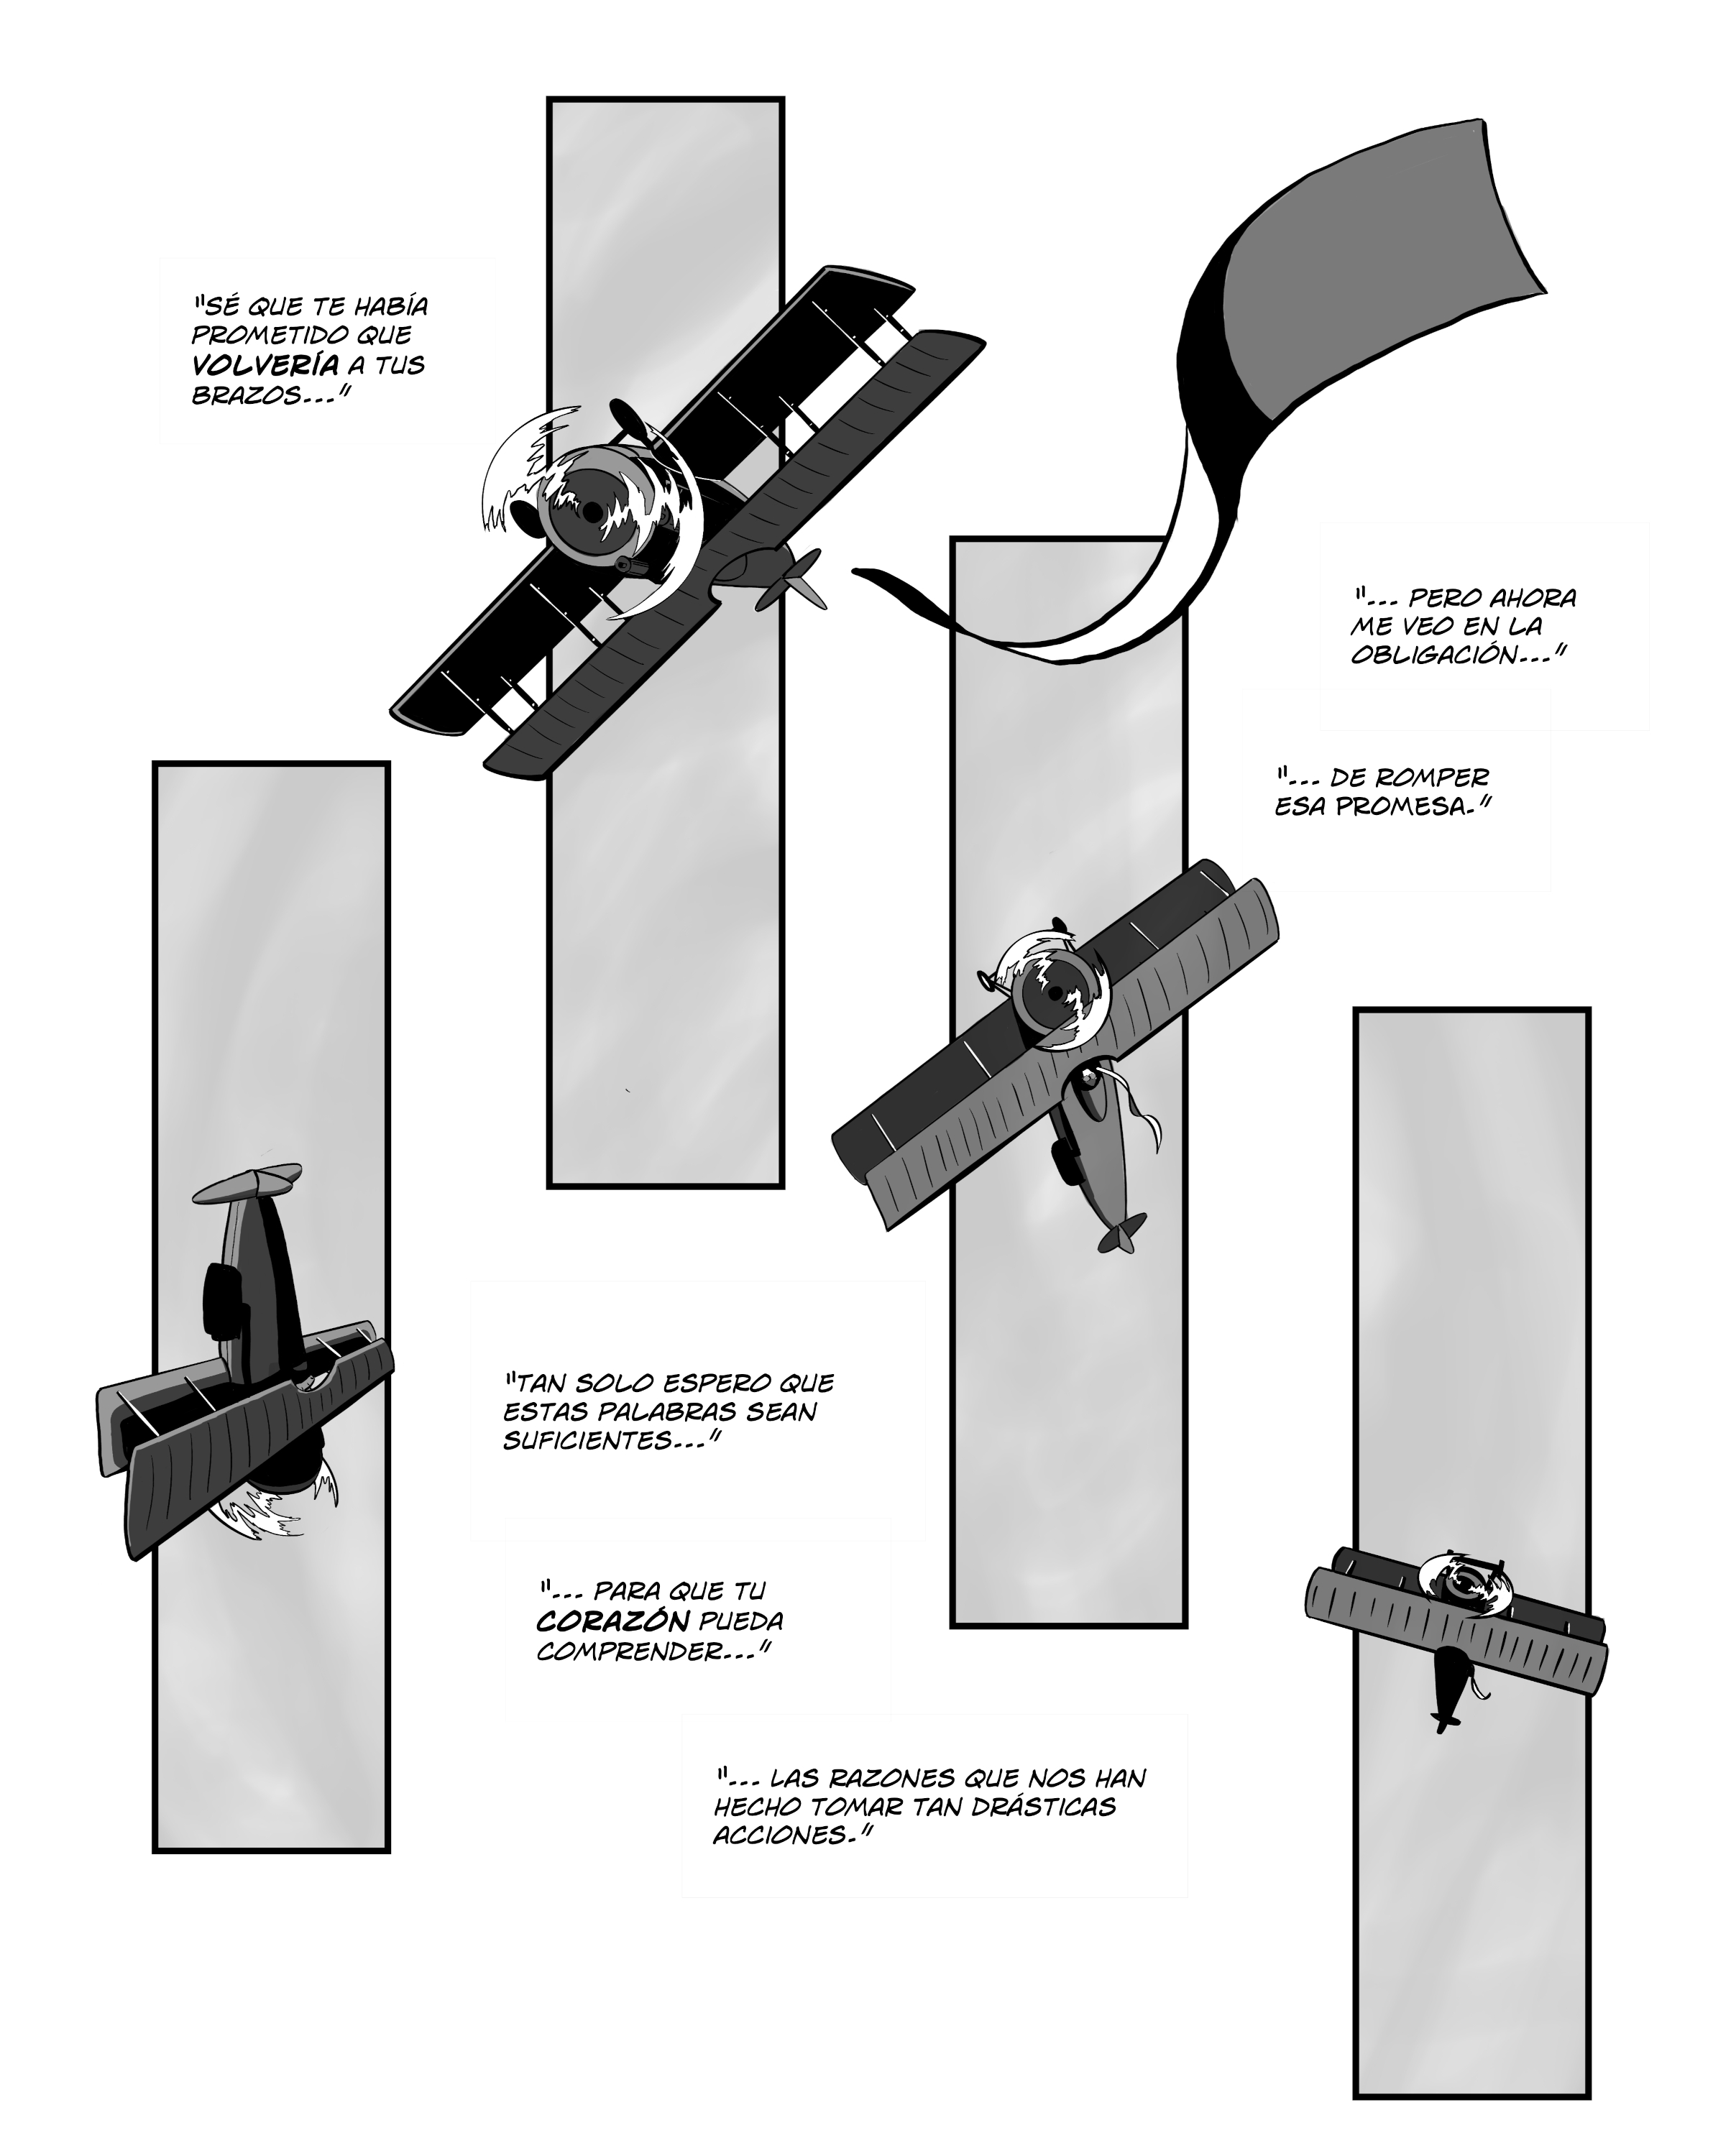 "SÉ QUE TE HABÍA
PROMETIDO QUE
VOLVERÍA A TUS
BRAZOS..."
"... PERO AHORA
ME VEO EN LA
OBLIGACIÓN..."
"... DE ROMPER
ESA PROMESA."
"TAN SOLO ESPERO QUE
ESTAS PALABRAS SEAN
SUFICIENTES..."
"... PARA QUE TU
CORAZÓN PUEDA
COMPRENDER..."
"... LAS RAZONES QUE NOS HAN
HECHO TOMAR TAN DRÁSTICAS
ACCIONES."